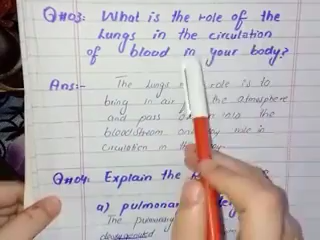 Q#03: What is the role of the
Lungs in the circulation
of blood in your body?
Ans:- The Lungs role is to
bring in air the atmosphere
and pass into the
bloodstream role in
circulation in the
Q#04: Explain the
a) pulmonary
The pulmonary
deoxygenated